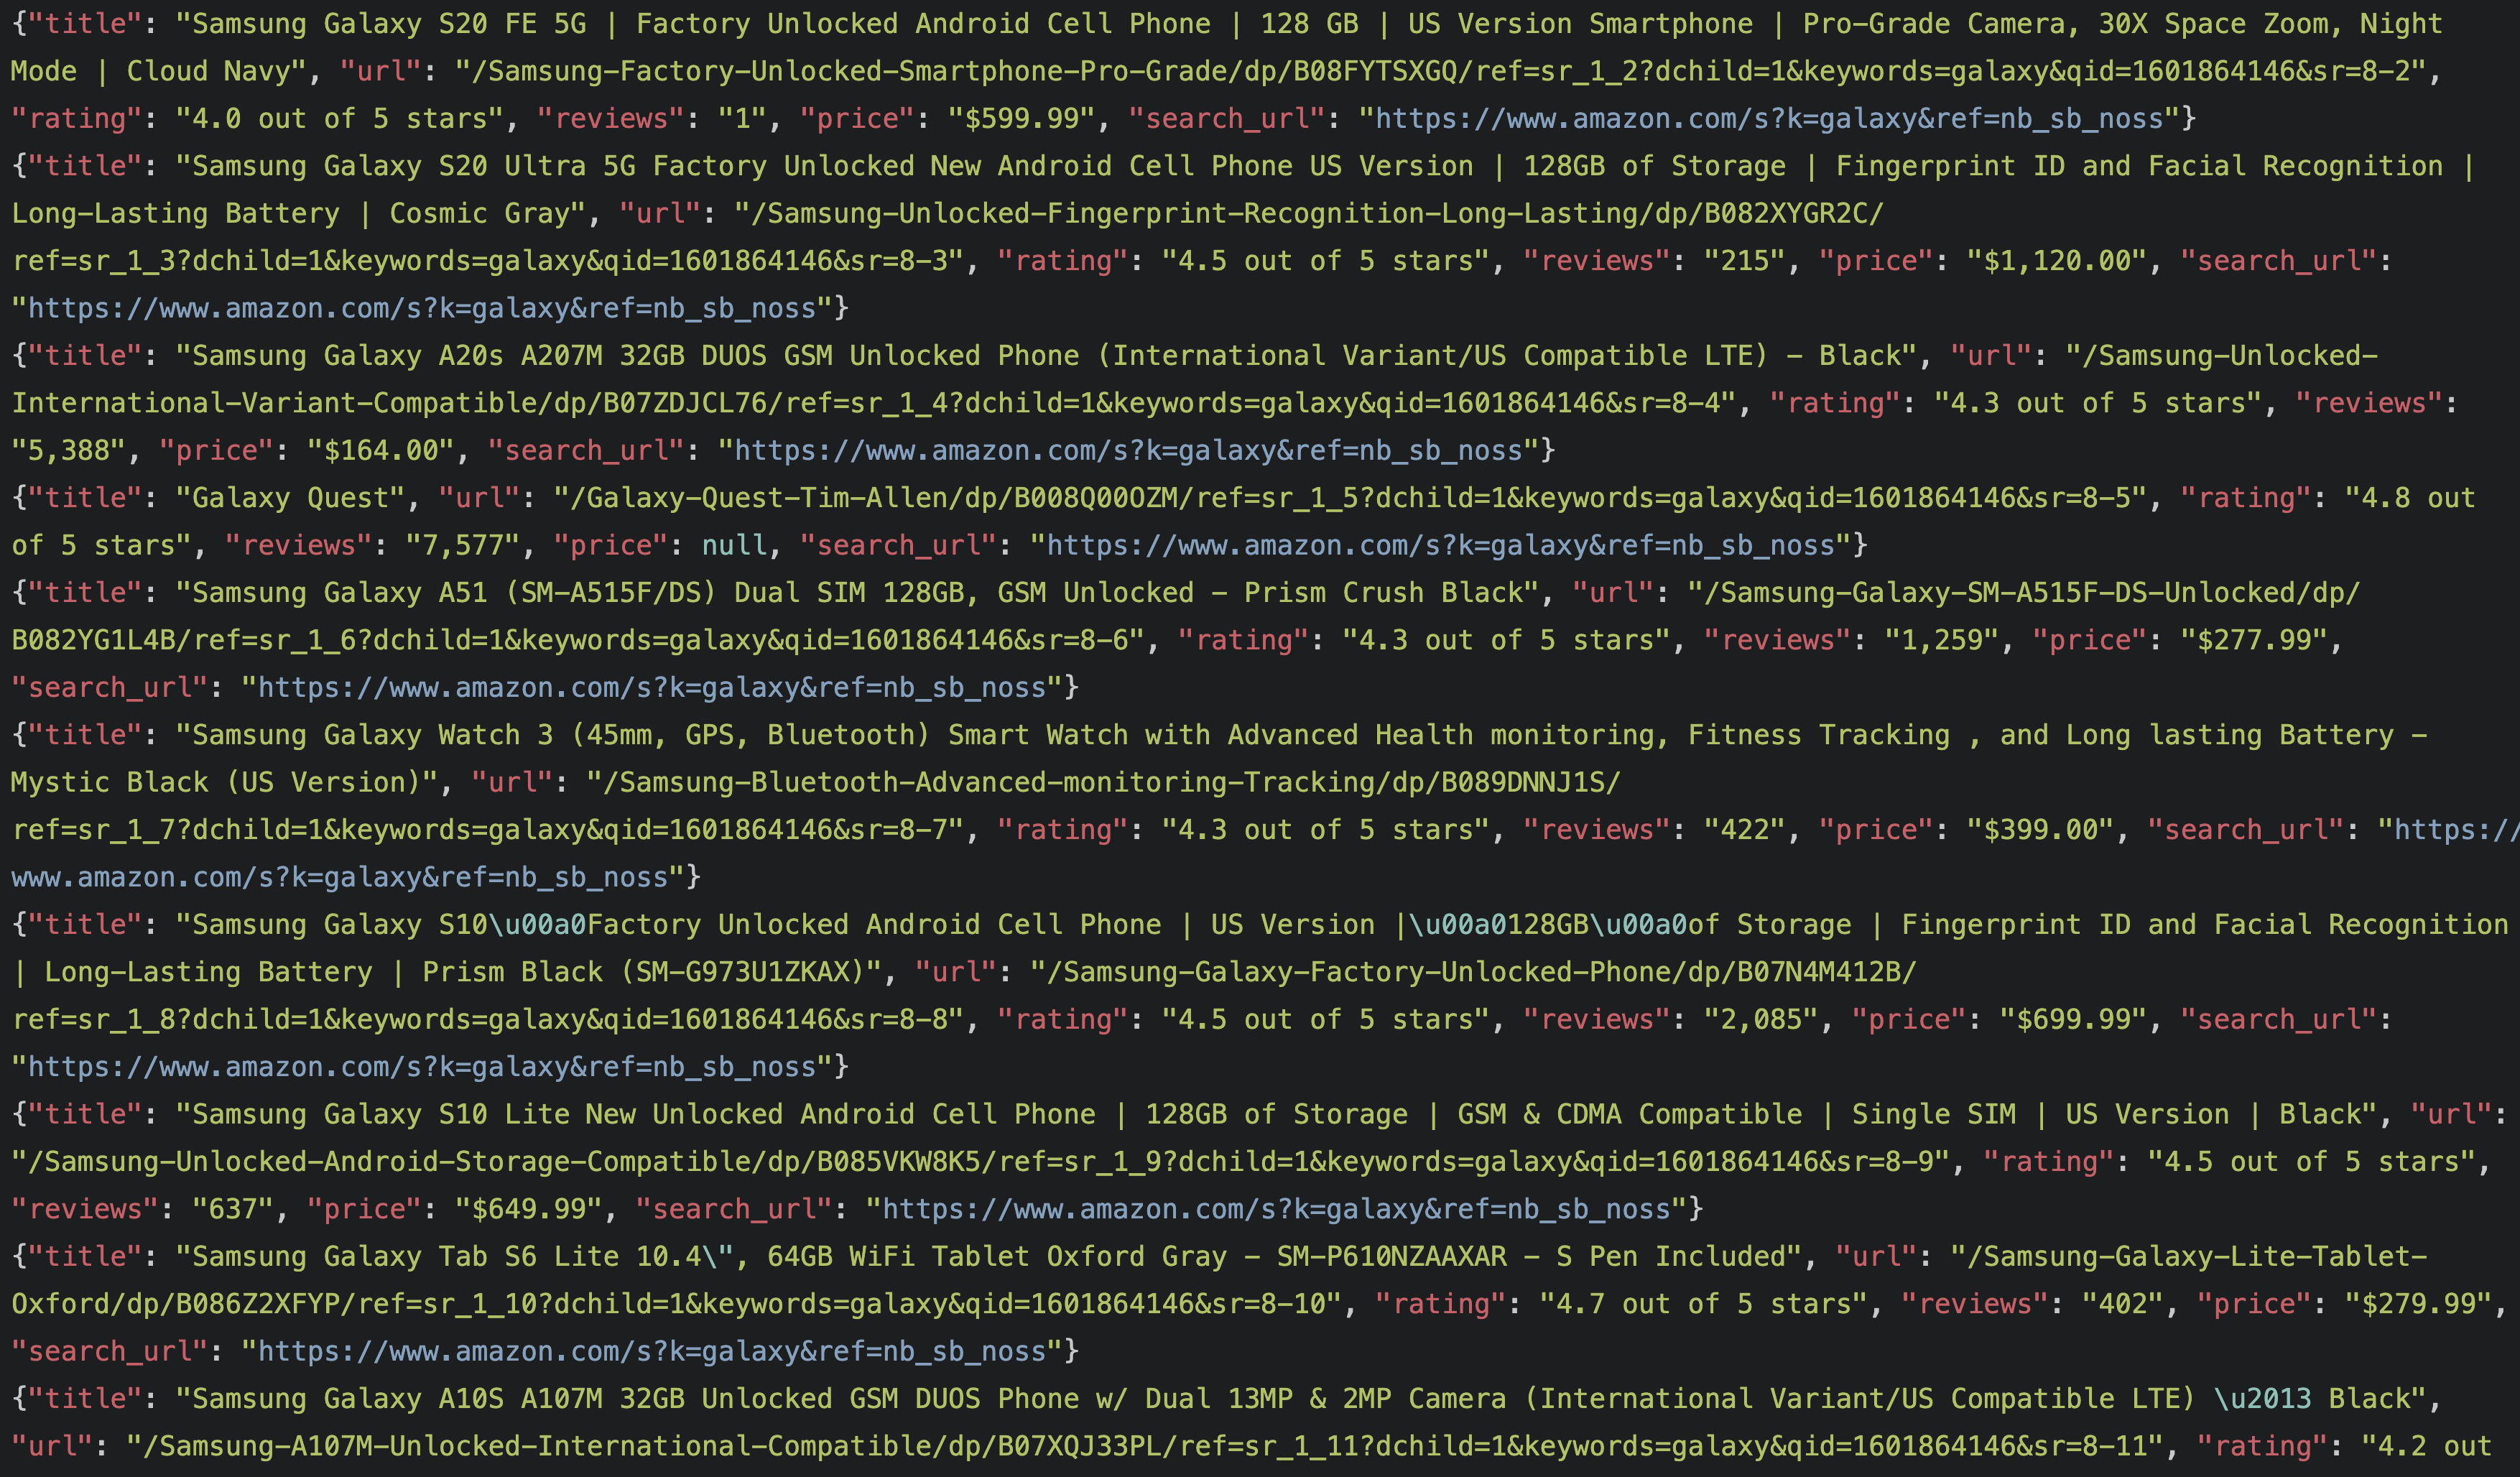 {"title": "Samsung Galaxy S20 FE 5G | Factory Unlocked Android Cell Phone | 128 GB | US Version Smartphone | Pro-Grade Camera, 30X Space Zoom, Night
Mode | Cloud Navy", "url": "/Samsung-Factory-Unlocked-Smartphone-Pro-Grade/dp/B08FYTSXGQ/ref=sr_1_2?dchild=1&keywords=galaxy&qid=1601864146&sr=8-2",
"rating": "4.0 out of 5 stars", "reviews": "1", "price": "$599.99", "search_url": "https://www.amazon.com/s?k=galaxy&ref=nb_sb_noss"}
{"title": "Samsung Galaxy S20 Ultra 5G Factory Unlocked New Android Cell Phone US Version | 128GB of Storage | Fingerprint ID and Facial Recognition |
Long-Lasting Battery | Cosmic Gray", "url": "/Samsung-Unlocked-Fingerprint-Recognition-Long-Lasting/dp/B082XYGR2C/
ref=sr_1_3?dchild=1&keywords=galaxy&qid=1601864146&sr=8-3", "rating": "4.5 out of 5 stars", "reviews": "215", "price": "$1,120.00", "search_url":
"https://www.amazon.com/s?k=galaxy&ref=nb_sb_noss"}
{"title": "Samsung Galaxy A20s A207M 32GB DUOS GSM Unlocked Phone (International Variant/US Compatible LTE) - Black", "url": "/Samsung-Unlocked-
International-Variant-Compatible/dp/B07ZDJCL76/ref=sr_1_4?dchild=1&keywords=galaxy&qid=1601864146&sr=8-4", "rating": "4.3 out of 5 stars", "reviews":
"5,388", "price": "$164.00", "search_url": "https://www.amazon.com/s?k=galaxy&ref=nb_sb_noss"}
{"title": "Galaxy Quest", "url": "/Galaxy-Quest-Tim-Allen/dp/B008Q00OZM/ref=sr_1_5?dchild=1&keywords=galaxy&qid=1601864146&sr=8-5", "rating": "4.8 out
of 5 stars", "reviews": "7,577", "price": null, "search_url": "https://www.amazon.com/s?k=galaxy&ref=nb_sb_noss"}
{"title": "Samsung Galaxy A51 (SM-A515F/DS) Dual SIM 128GB, GSM Unlocked - Prism Crush Black", "url": "/Samsung-Galaxy-SM-A515F-DS-Unlocked/dp/
B082YG1L4B/ref=sr_1_6?dchild=1&keywords=galaxy&qid=1601864146&sr=8-6", "rating": "4.3 out of 5 stars", "reviews": "1,259", "price": "$277.99",
"search_url": "https://www.amazon.com/s?k=galaxy&ref=nb_sb_noss"}
{"title": "Samsung Galaxy Watch 3 (45mm, GPS, Bluetooth) Smart Watch with Advanced Health monitoring, Fitness Tracking , and Long lasting Battery -
Mystic Black (US Version)", "url": "/Samsung-Bluetooth-Advanced-monitoring-Tracking/dp/B089DNNJ1S/
ref=sr_1_7?dchild=1&keywords=galaxy&qid=1601864146&sr=8-7", "rating": "4.3 out of 5 stars", "reviews": "422", "price": "$399.00", "search_url": "https://
www.amazon.com/s?k=galaxy&ref=nb_sb_noss"}
{"title": "Samsung Galaxy S10\u00a0Factory Unlocked Android Cell Phone | US Version |\u00a0128GB\u00a0of Storage | Fingerprint ID and Facial Recognition
| Long-Lasting Battery | Prism Black (SM-G973U1ZKAX)", "url": "/Samsung-Galaxy-Factory-Unlocked-Phone/dp/B07N4M412B/
ref=sr_1_8?dchild=1&keywords=galaxy&qid=1601864146&sr=8-8", "rating": "4.5 out of 5 stars", "reviews": "2,085", "price": "$699.99", "search_url":
"https://www.amazon.com/s?k=galaxy&ref=nb_sb_noss"}
{"title": "Samsung Galaxy S10 Lite New Unlocked Android Cell Phone | 128GB of Storage | GSM & CDMA Compatible | Single SIM | US Version | Black", "url":
"/Samsung-Unlocked-Android-Storage-Compatible/dp/B085VKW8K5/ref=sr_1_9?dchild=1&keywords=galaxy&qid=1601864146&sr=8-9", "rating": "4.5 out of 5 stars",
"reviews": "637", "price": "$649.99", "search_url": "https://www.amazon.com/s?k=galaxy&ref=nb_sb_noss"}
{"title": "Samsung Galaxy Tab S6 Lite 10.4\", 64GB WiFi Tablet Oxford Gray - SM-P610NZAAXAR - S Pen Included", "url": "/Samsung-Galaxy-Lite-Tablet-
Oxford/dp/B086Z2XFYP/ref=sr_1_10?dchild=1&keywords=galaxy&qid=1601864146&sr=8-10", "rating": "4.7 out of 5 stars", "reviews": "402", "price": "$279.99",
"search_url": "https://www.amazon.com/s?k=galaxy&ref=nb_sb_noss"}
{"title": "Samsung Galaxy A10S A107M 32GB Unlocked GSM DUOS Phone w/ Dual 13MP & 2MP Camera (International Variant/US Compatible LTE) \u2013 Black",
"url": "/Samsung-A107M-Unlocked-International-Compatible/dp/B07XQJ33PL/ref=sr_1_11?dchild=1&keywords=galaxy&qid=1601864146&sr=8-11", "rating": "4.2 out